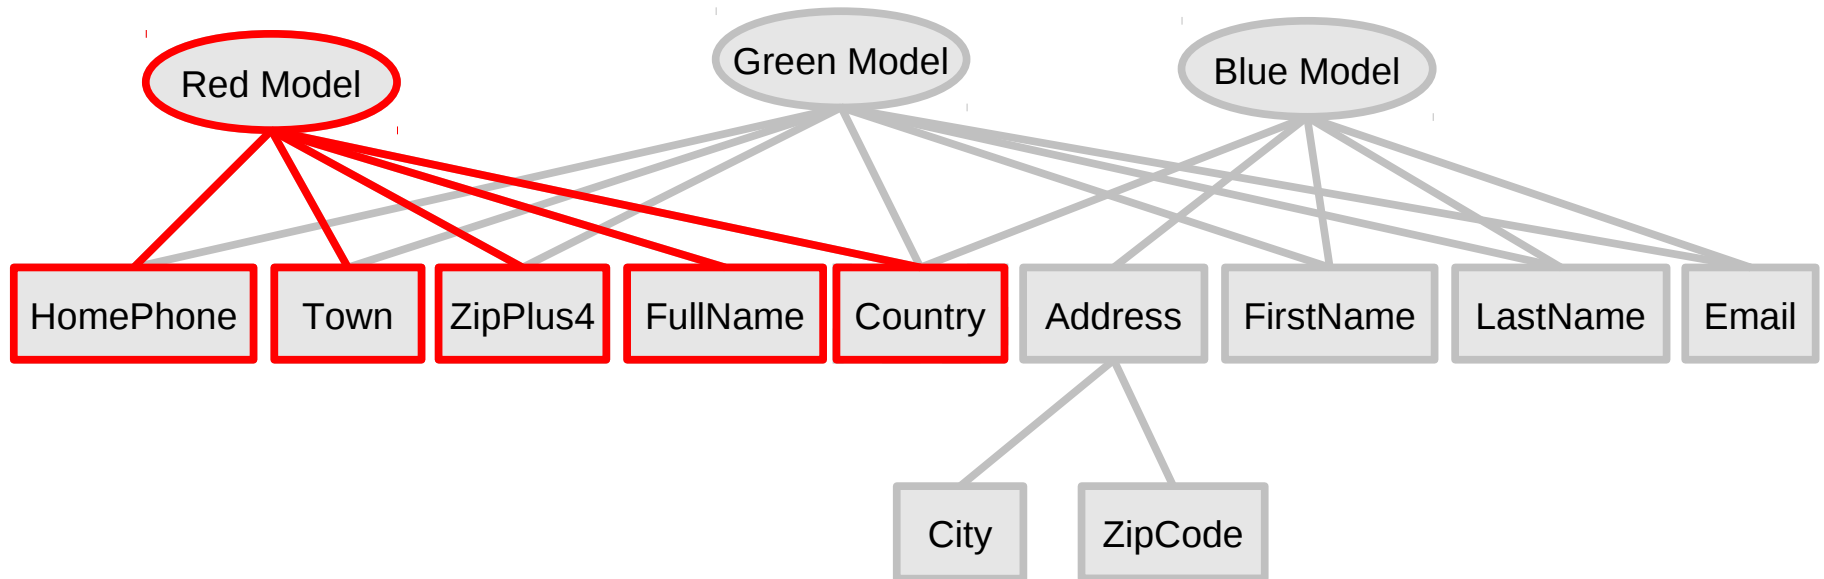 Red Model
Green Model
Blue Model
HomePhone
Town
ZipPlus4
FullName
Country
Address
FirstName
LastName
Email
City
ZipCode